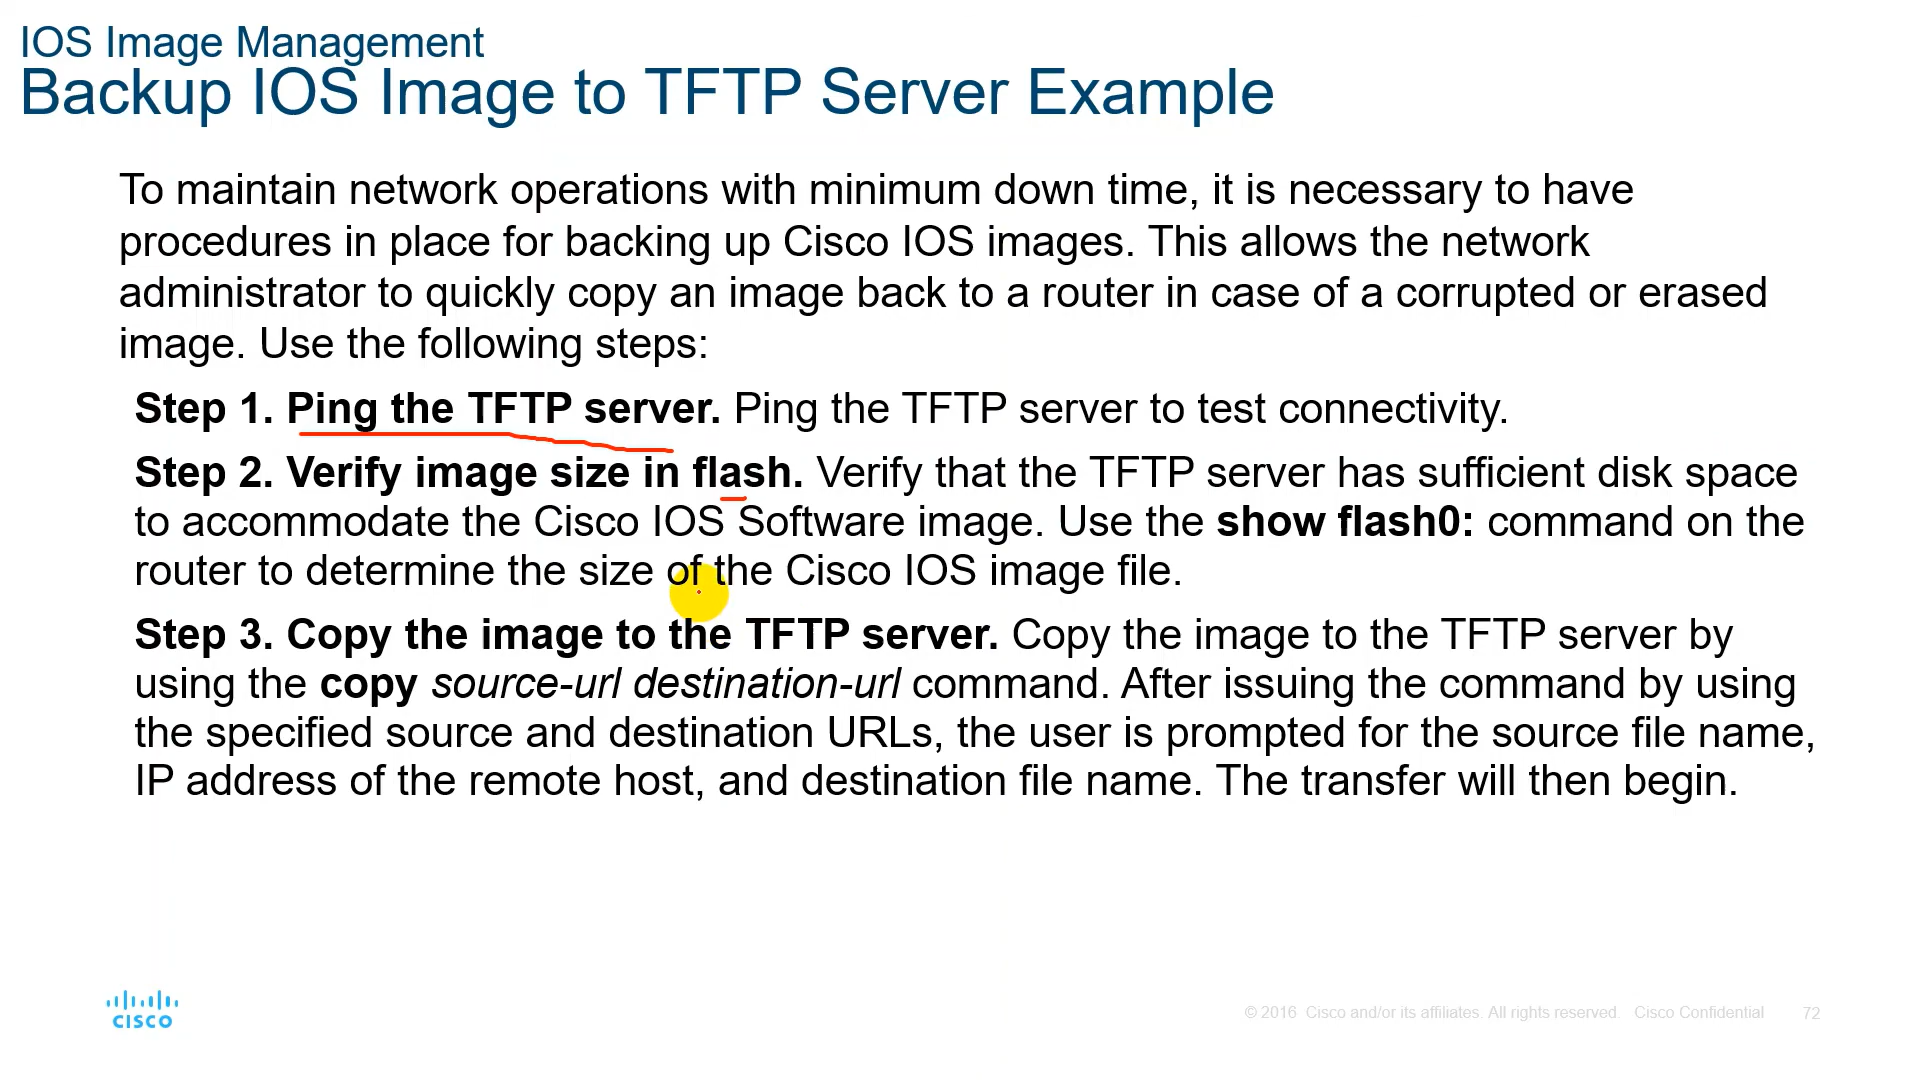 IOS Image Management
Backup IOS Image to TFTP Server Example
To maintain network operations with minimum down time, it is necessary to have
procedures in place for backing up Cisco IOS images. This allows the network
administrator to quickly copy an image back to a router in case of a corrupted or erased
image. Use the following steps:
Step 1. Ping the TFTP server. Ping the TFTP server to test connectivity.
Step 2. Verify image size in flash. Verify that the TFTP server has sufficient disk space
to accommodate the Cisco IOS Software image. Use the show flash0: command on the
router to determine the size of the Cisco IOS image file.
Step 3. Copy the image to the TFTP server. Copy the image to the TFTP server by
using the copy source-url destination-url command. After issuing the command by using
the specified source and destination URLs, the user is prompted for the source file name,
IP address of the remote host, and destination file name. The transfer will then begin.
CISCO
© 2016 Cisco and/or its affiliates. All rights reserved. Cisco Confidential 72